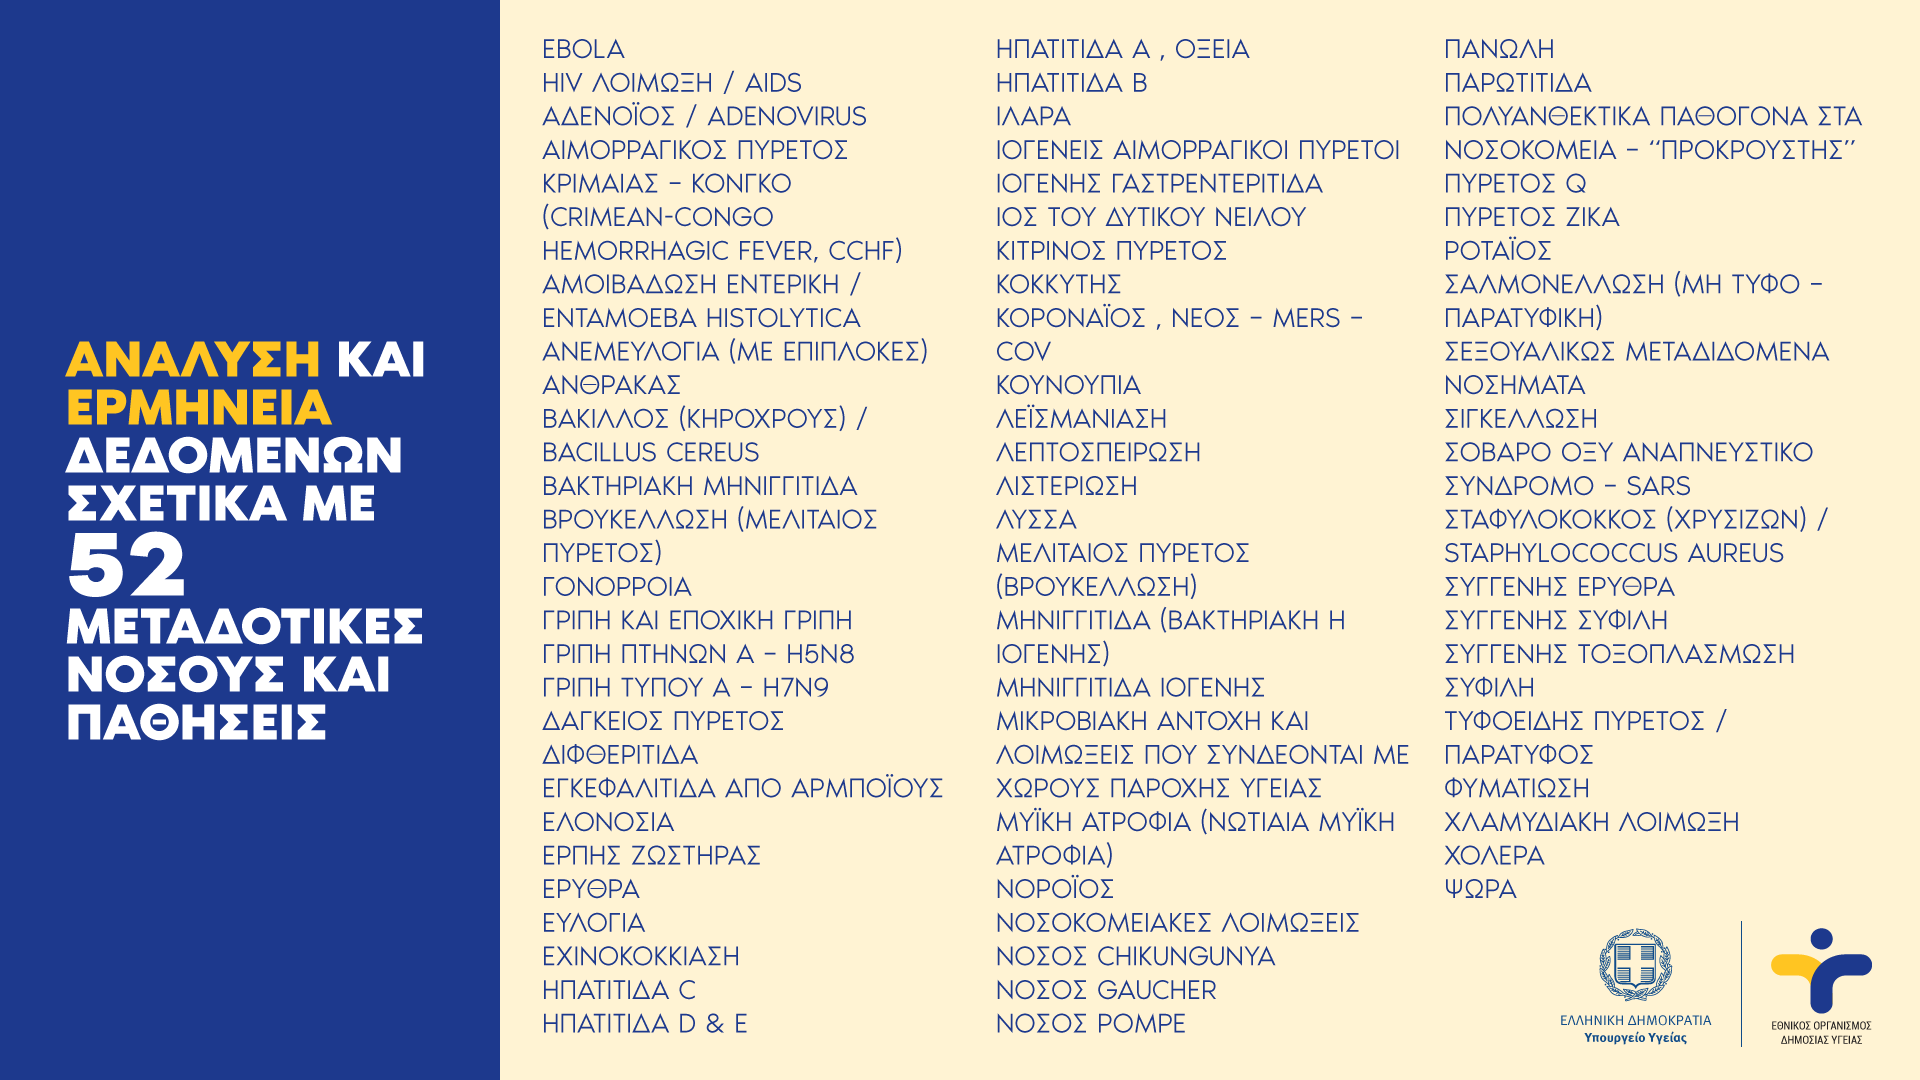 ΑΝΑΛΥΣΗ ΚΑΙ
ΕΡΜΗΝΕΙΑ
ΔΕΔΟΜΕΝΩΝ
ΣΧΕΤΙΚΑ ΜΕ
52
ΜΕΤΑΔΟΤΙΚΕΣ
ΝΟΣΟΥΣ ΚΑΙ
ΠΑΘΗΣΕΙΣ
EBOLA
HIV ΛΟΙΜΩΞΗ / AIDS
ΑΔΕΝΟΪΟΣ / ADENOVIRUS
ΑΙΜΟΡΡΑΓΙΚΟΣ ΠΥΡΕΤΟΣ
ΚΡΙΜΑΙΑΣ – ΚΟΝΓΚΟ
(CRIMEAN-CONGO
HEMORRHAGIC FEVER, CCHF)
ΑΜΟΙΒΑΔΩΣΗ ΕΝΤΕΡΙΚΗ /
ENTAMOEBA HISTOLYTICA
ΑΝΕΜΕΥΛΟΓΙΑ (ΜΕ ΕΠΙΠΛΟΚΕΣ)
ΑΝΘΡΑΚΑΣ
ΒΑΚΙΛΛΟΣ (ΚΗΡΟΧΡΟΥΣ) /
BACILLUS CEREUS
ΒΑΚΤΗΡΙΑΚΗ ΜΗΝΙΓΓΙΤΙΔΑ
ΒΡΟΥΚΕΛΛΩΣΗ (ΜΕΛΙΤΑΙΟΣ
ΠΥΡΕΤΟΣ)
ΓΟΝΟΡΡΟΙΑ
ΓΡΙΠΗ ΚΑΙ ΕΠΟΧΙΚΗ ΓΡΙΠΗ
ΓΡΙΠΗ ΠΤΗΝΩΝ Α – H5N8
ΓΡΙΠΗ ΤΥΠΟΥ Α – H7N9
ΔΑΓΚΕΙΟΣ ΠΥΡΕΤΟΣ
ΔΙΦΘΕΡΙΤΙΔΑ
ΕΓΚΕΦΑΛΙΤΙΔΑ ΑΠΟ ΑΡΜΠΟΪΟΥΣ
ΕΛΟΝΟΣΙΑ
ΕΡΠΗΣ ΖΩΣΤΗΡΑΣ
ΕΡΥΘΡΑ
ΕΥΛΟΓΙΑ
ΕΧΙΝΟΚΟΚΚΙΑΣΗ
ΗΠΑΤΙΤΙΔΑ C
ΗΠΑΤΙΤΙΔΑ D & E
ΗΠΑΤΙΤΙΔΑ Α , ΟΞΕΙΑ
ΗΠΑΤΙΤΙΔΑ Β
ΙΛΑΡΑ
ΙΟΓΕΝΕΙΣ ΑΙΜΟΡΡΑΓΙΚΟΙ ΠΥΡΕΤΟΙ
ΙΟΓΕΝΗΣ ΓΑΣΤΡΕΝΤΕΡΙΤΙΔΑ
ΙΟΣ ΤΟΥ ΔΥΤΙΚΟΥ ΝΕΙΛΟΥ
ΚΙΤΡΙΝΟΣ ΠΥΡΕΤΟΣ
ΚΟΚΚΥΤΗΣ
ΚΟΡΟΝΑΪΟΣ , ΝΕΟΣ – MERS –
COV
ΚΟΥΝΟΥΠΙΑ
ΛΕΪΣΜΑΝΙΑΣΗ
ΛΕΠΤΟΣΠΕΙΡΩΣΗ
ΛΙΣΤΕΡΙΩΣΗ
ΛΥΣΣΑ
ΜΕΛΙΤΑΙΟΣ ΠΥΡΕΤΟΣ
(ΒΡΟΥΚΕΛΛΩΣΗ)
ΜΗΝΙΓΓΙΤΙΔΑ (ΒΑΚΤΗΡΙΑΚΗ Η
ΙΟΓΕΝΗΣ)
ΜΗΝΙΓΓΙΤΙΔΑ ΙΟΓΕΝΗΣ
ΜΙΚΡΟΒΙΑΚΗ ΑΝΤΟΧΗ ΚΑΙ
ΛΟΙΜΩΞΕΙΣ ΠΟΥ ΣΥΝΔΕΟΝΤΑΙ ΜΕ
ΧΩΡΟΥΣ ΠΑΡΟΧΗΣ ΥΓΕΙΑΣ
ΜΥΪΚΗ ΑΤΡΟΦΙΑ (ΝΩΤΙΑΙΑ ΜΥΪΚΗ
ΑΤΡΟΦΙΑ)
ΝΟΡΟΪΟΣ
ΝΟΣΟΚΟΜΕΙΑΚΕΣ ΛΟΙΜΩΞΕΙΣ
ΝΟΣΟΣ CHIKUNGUNYA
ΝΟΣΟΣ GAUCHER
ΝΟΣΟΣ POMPE
ΠΑΝΩΛΗ
ΠΑΡΩΤΙΤΙΔΑ
ΠΟΛΥΑΝΘΕΚΤΙΚΑ ΠΑΘΟΓΟΝΑ ΣΤΑ
ΝΟΣΟΚΟΜΕΙΑ – “ΠΡΟΚΡΟΥΣΤΗΣ”
ΠΥΡΕΤΟΣ Q
ΠΥΡΕΤΟΣ ΖΙΚΑ
ΡΟΤΑΪΟΣ
ΣΑΛΜΟΝΕΛΛΩΣΗ (ΜΗ ΤΥΦΟ –
ΠΑΡΑΤΥΦΙΚΗ)
ΣΕΞΟΥΑΛΙΚΩΣ ΜΕΤΑΔΙΔΟΜΕΝΑ
ΝΟΣΗΜΑΤΑ
ΣΙΓΚΕΛΛΩΣΗ
ΣΟΒΑΡΟ ΟΞΥ ΑΝΑΠΝΕΥΣΤΙΚΟ
ΣΥΝΔΡΟΜΟ – SARS
ΣΤΑΦΥΛΟΚΟΚΚΟΣ (ΧΡΥΣΙΖΩΝ) /
STAPHYLOCOCCUS AUREUS
ΣΥΓΓΕΝΗΣ ΕΡΥΘΡΑ
ΣΥΓΓΕΝΗΣ ΣΥΦΙΛΗ
ΣΥΓΓΕΝΗΣ ΤΟΞΟΠΛΑΣΜΩΣΗ
ΣΥΦΙΛΗ
ΤΥΦΟΕΙΔΗΣ ΠΥΡΕΤΟΣ /
ΠΑΡΑΤΥΦΟΣ
ΦΥΜΑΤΙΩΣΗ
ΧΛΑΜΥΔΙΑΚΗ ΛΟΙΜΩΞΗ
ΧΟΛΕΡΑ
ΨΩΡΑ
ΕΛΛΗΝΙΚΗ ΔΗΜΟΚΡΑΤΙΑ
Υπουργείο Υγείας
ΕΘΝΙΚΟΣ ΟΡΓΑΝΙΣΜΟΣ
ΔΗΜΟΣΙΑΣ ΥΓΕΙΑΣ